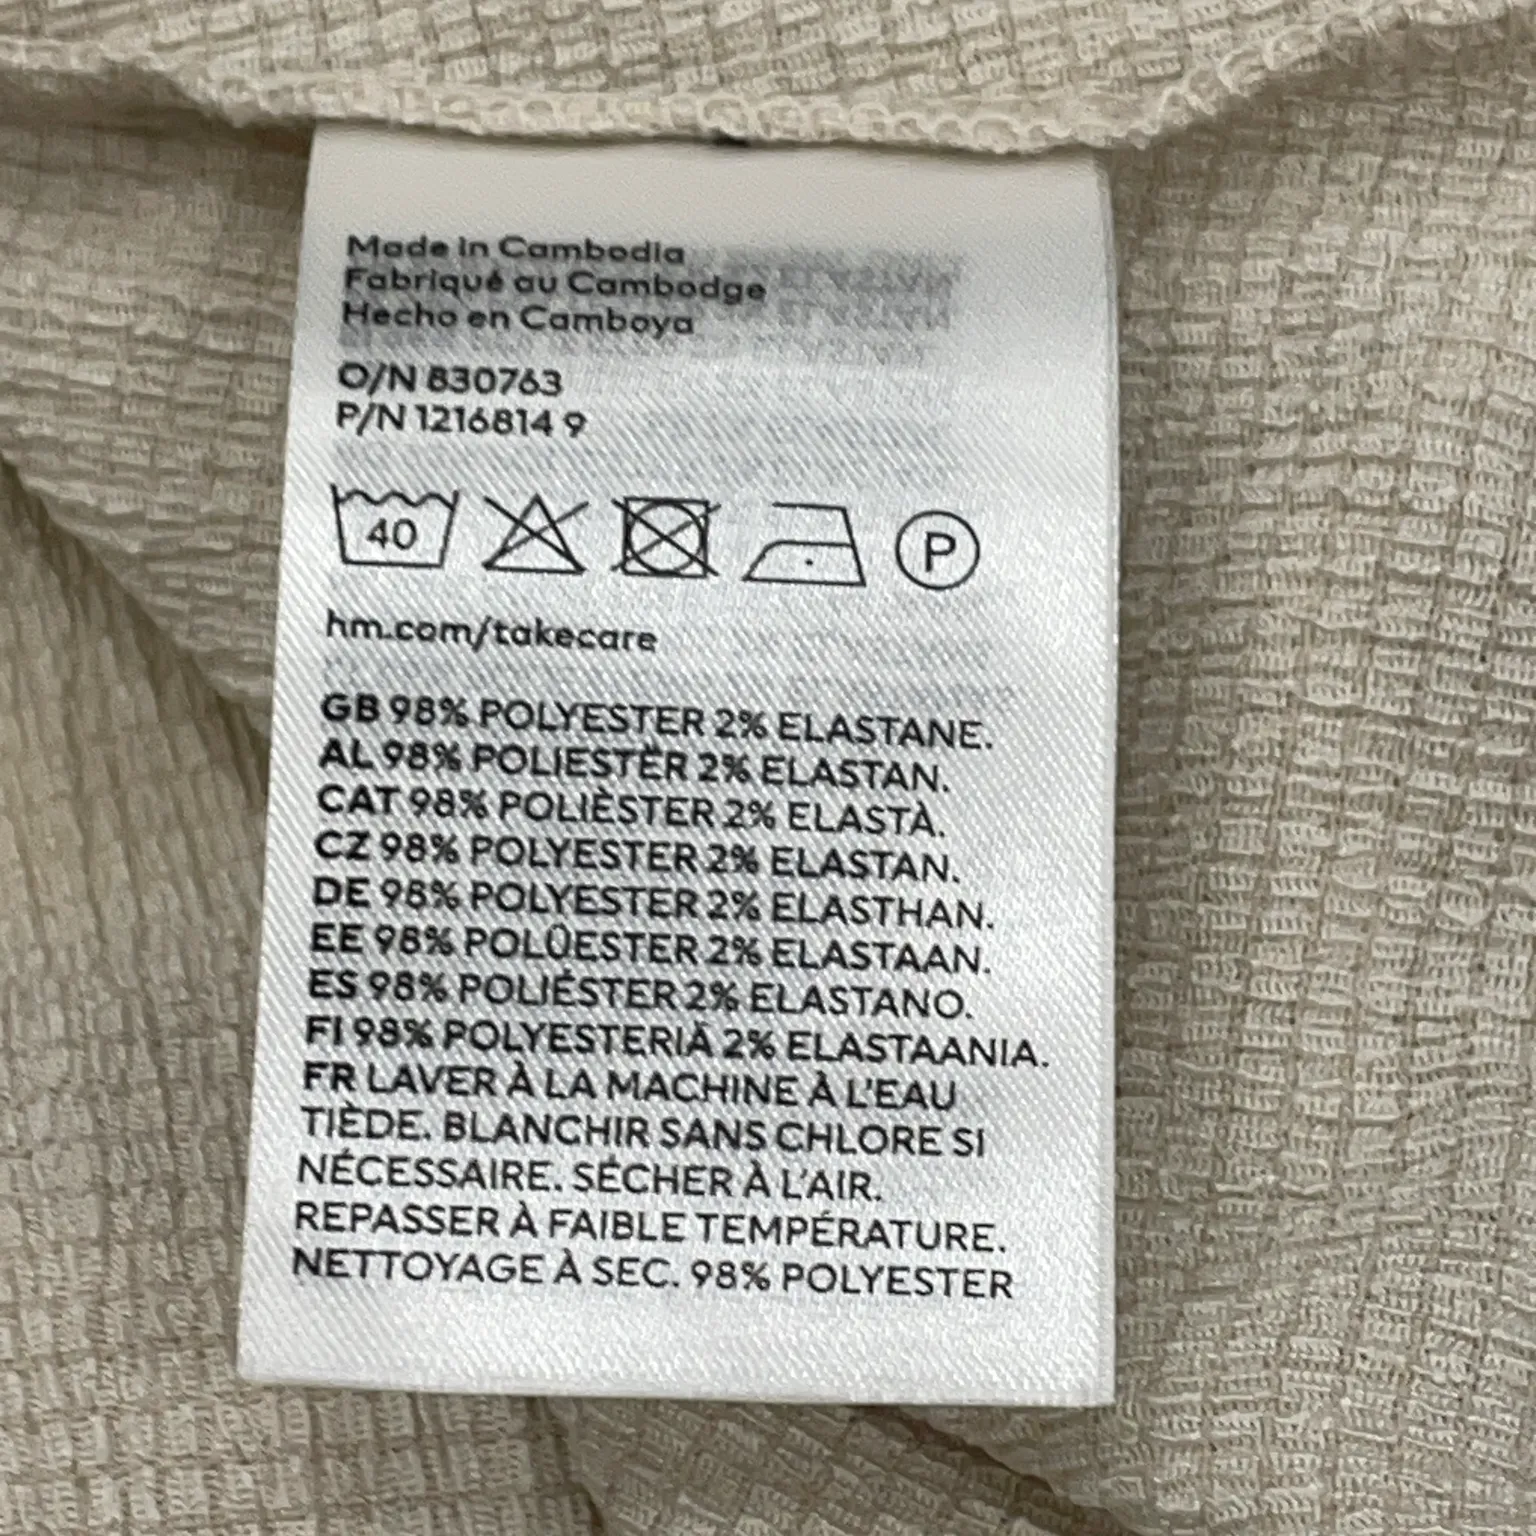 Made in Cambodia
Fabriqué au Cambodge
Hecho en Camboya
O/N 830763
P/N 1216814 9
40 P
hm.com/takecare
GB 98% POLYESTER 2% ELASTANE.
AL 98% POLIESTËR 2% ELASTAN.
CAT 98% POLIÈSTER 2% ELASTÀ.
CZ 98% POLYESTER 2% ELASTAN.
DE 98% POLYESTER 2% ELASTHAN.
EE 98% POLÜESTER 2% ELASTAAN.
ES 98% POLIÉSTER 2% ELASTANO.
FI 98% POLYESTERIÄ 2% ELASTAANIA.
FR LAVER À LA MACHINE À L'EAU
TIÈDE. BLANCHIR SANS CHLORE SI
NÉCESSAIRE. SÉCHER À L'AIR.
REPASSER À FAIBLE TEMPÉRATURE.
NETTOYAGE À SEC. 98% POLYESTER